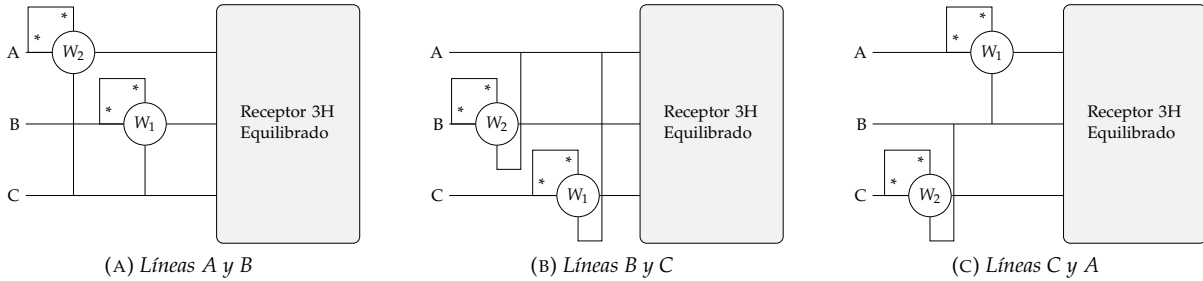 *
*
A
W2
*
*
W1
B
C
Receptor 3H
Equilibrado
(A) Líneas A y B
A
*
*
B
W2
*
*
C
W1
Receptor 3H
Equilibrado
(B) Líneas B y C
*
*
A
W1
B
*
*
C
W2
Receptor 3H
Equilibrado
(C) Líneas C y A